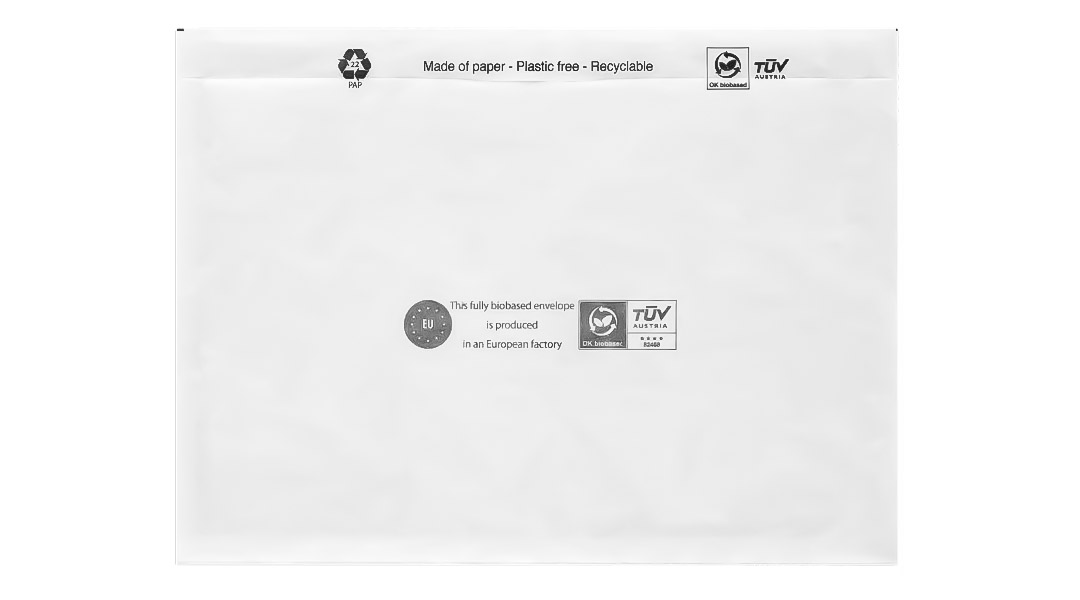 22
PAP
Made of paper - Plastic free - Recyclable
OK biobased
TÜV
AUSTRIA
EU
This fully biobased envelope
is produced
in an European factory
OK biobased
TÜV
AUSTRIA